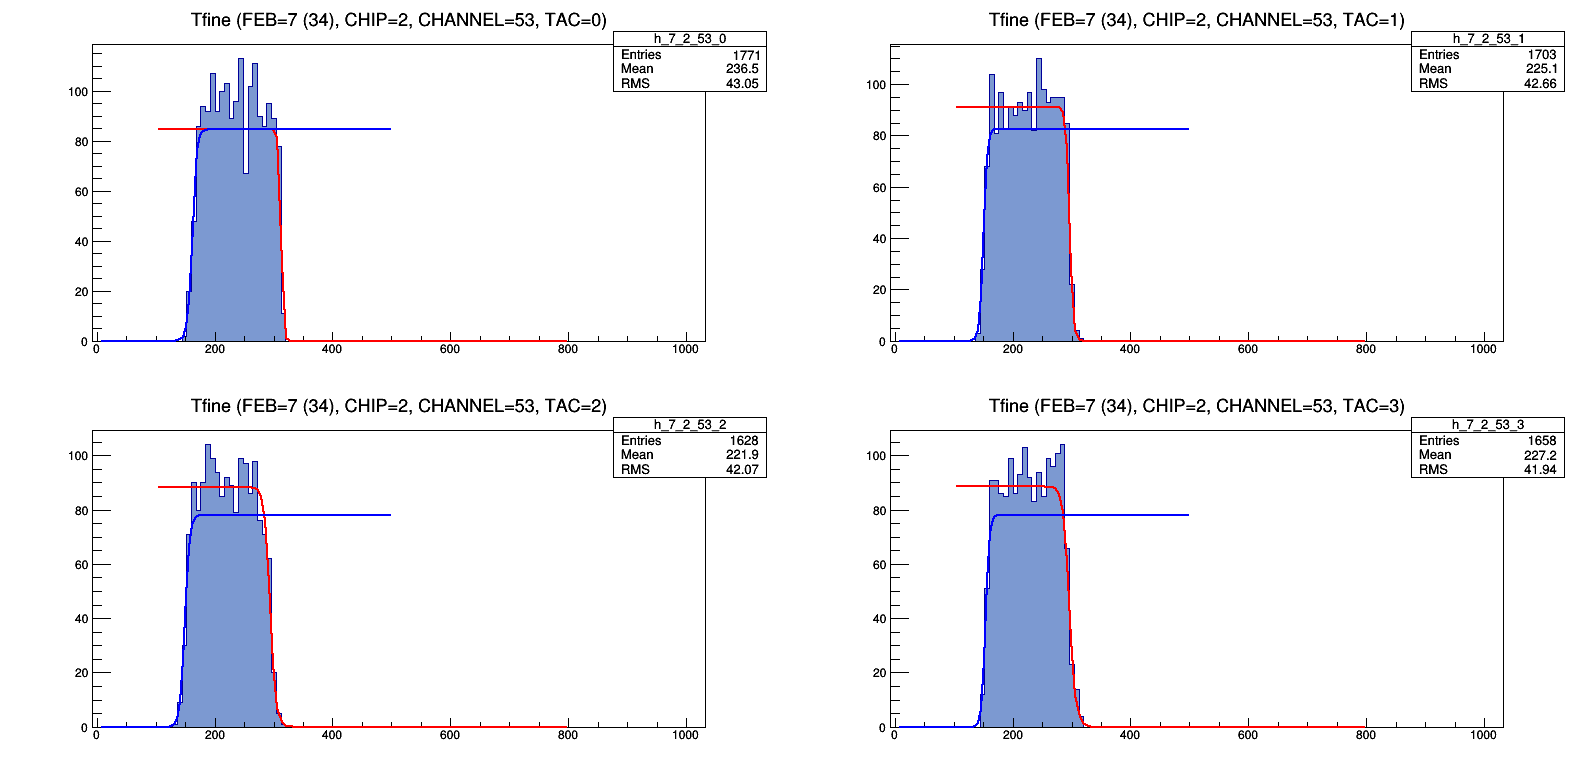 Tfine (FEB=7 (34), CHIP=2, CHANNEL=53, TAC=0)
h_7_2_53_0
Entries 1771
Mean 236.5
RMS 43.05
100
80
60
40
20
0
0 200 400 600 800 1000
Tfine (FEB=7 (34), CHIP=2, CHANNEL=53, TAC=1)
h_7_2_53_1
Entries 1703
Mean 225.1
RMS 42.66
100
80
60
40
20
0
0 200 400 600 800 1000
Tfine (FEB=7 (34), CHIP=2, CHANNEL=53, TAC=2)
h_7_2_53_2
Entries 1628
Mean 221.9
RMS 42.07
100
80
60
40
20
0
0 200 400 600 800 1000
Tfine (FEB=7 (34), CHIP=2, CHANNEL=53, TAC=3)
h_7_2_53_3
Entries 1658
Mean 227.2
RMS 41.94
100
80
60
40
20
0
0 200 400 600 800 1000